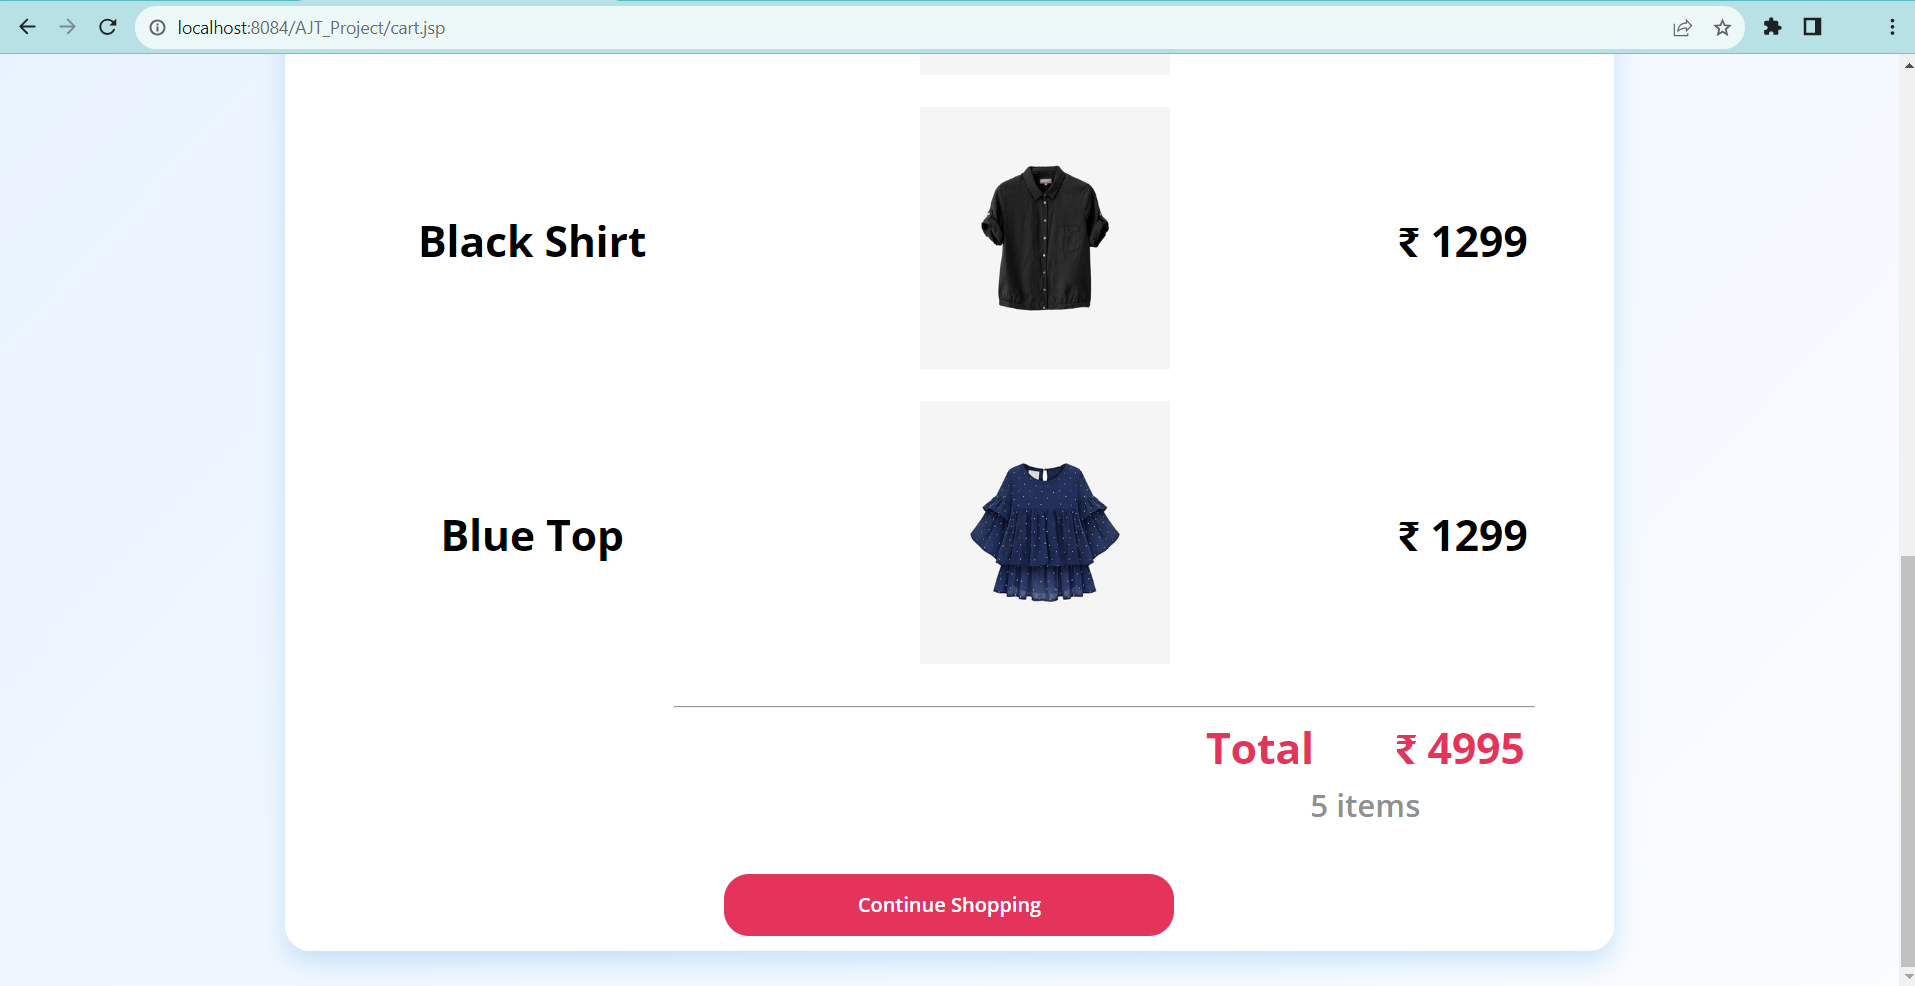 localhost:8084/AJT_Project/cart.jsp
Black Shirt ₹ 1299
Blue Top ₹ 1299
Total ₹ 4995
5 items
Continue Shopping